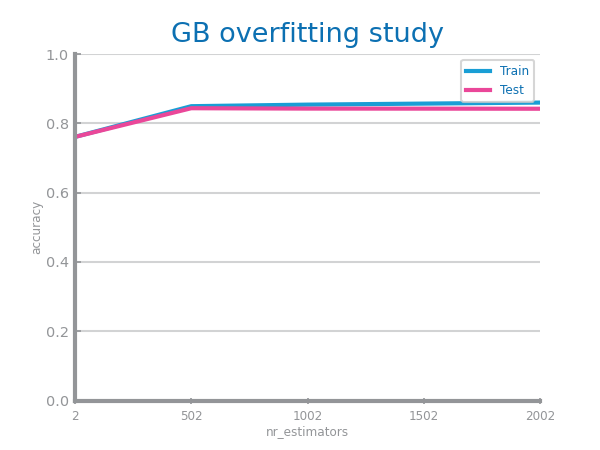 GB overfitting study
1.0
0.8
0.6
0.4
0.2
0.0
accuracy
Train
Test
2 502 1002 1502 2002
nr_estimators